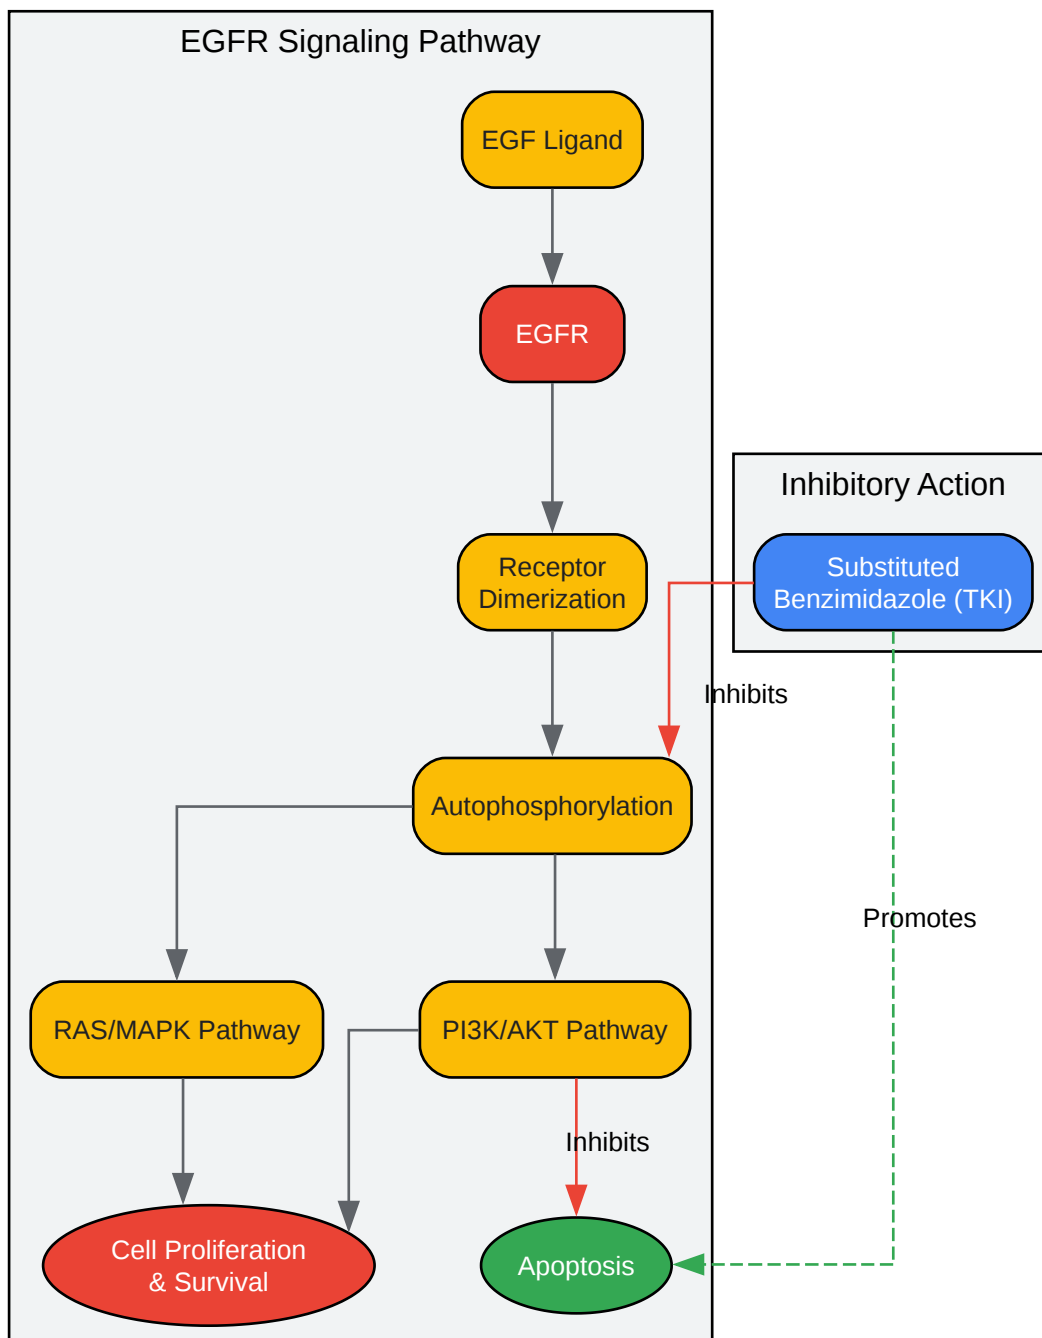 EGFR Signaling Pathway
EGF Ligand
EGFR
Inhibitory Action
Receptor
Dimerization
Substituted
Benzimidazole (TKI)
Inhibits
Autophosphorylation
Promotes
RAS/MAPK Pathway
PI3K/AKT Pathway
Inhibits
Cell Proliferation
& Survival
Apoptosis